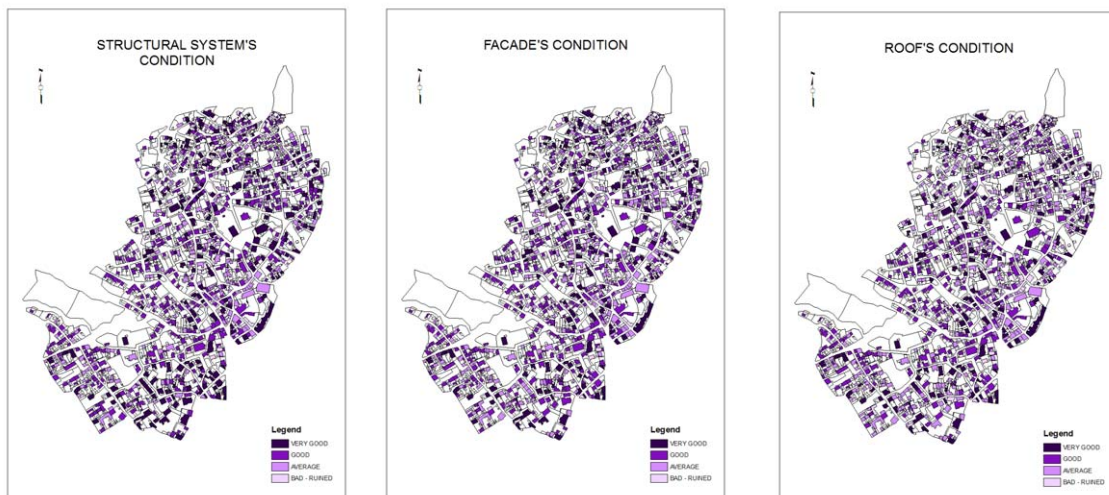 STRUCTURAL SYSTEM'S
CONDITION
Legend
VERY GOOD
GOOD
AVERAGE
BAD - RUINED
FACADE'S CONDITION
Legend
VERY GOOD
GOOD
AVERAGE
BAD - RUINED
ROOF'S CONDITION
Legend
VERY GOOD
GOOD
AVERAGE
BAD - RUINED